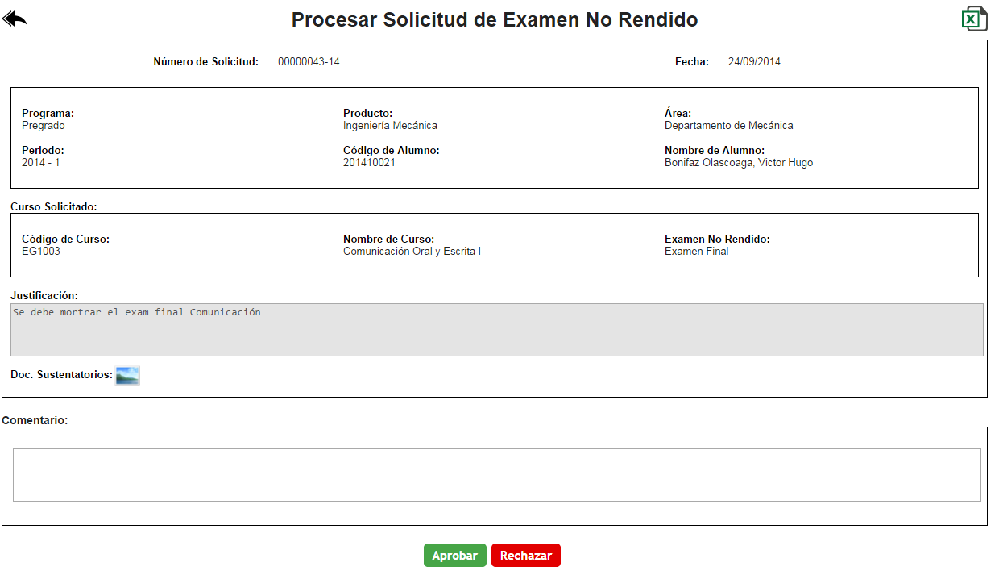 Procesar Solicitud de Examen No Rendido
Número de Solicitud: 00000043-14 Fecha: 24/09/2014
Programa: Producto: Área:
Pregrado Ingeniería Mecánica Departamento de Mecánica
Periodo: Código de Alumno: Nombre de Alumno:
2014 - 1 201410021 Bonifaz Olascoaga, Victor Hugo
Curso Solicitado:
Código de Curso: Nombre de Curso: Examen No Rendido:
EG1003 Comunicación Oral y Escrita I Examen Final
Justificación:
Se debe mortrar el exam final Comunicación
Doc. Sustentatorios:
Comentario:
Aprobar Rechazar